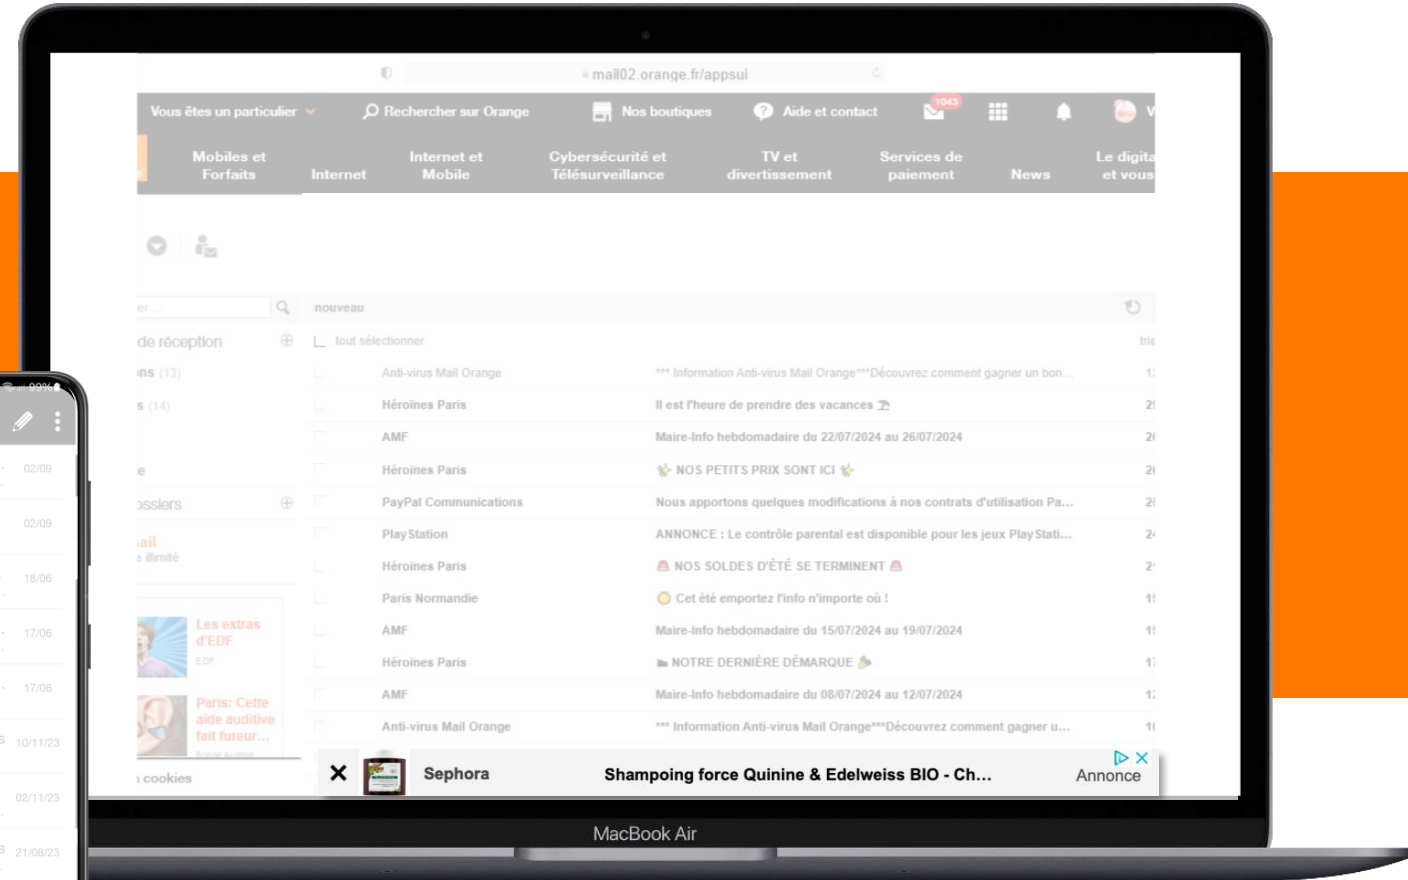 mail02.orange.fr/appsui
Vous êtes un particulier
Rechercher sur Orange
Nos boutiques
Aide et contact
1043
Mobiles et
Forfaits
Internet
Internet et
Mobile
Cybersécurité et
Télésurveillance
TV et
divertissement
Services de
paiement
News
Le digita
et vous
er ...
nouveau
de réception
tout sélectionner
trie
ons (13)
Anti-virus Mail Orange
*** Information Anti-virus Mail Orange***Découvrez comment gagner un bon...
s (14)
Héroïnes Paris
Il est l'heure de prendre des vacances
AMF
Maire-Info hebdomadaire du 22/07/2024 au 26/07/2024
Héroïnes Paris
NOS PETITS PRIX SONT ICI
ossiers
PayPal Communications
Nous apportons quelques modifications à nos contrats d'utilisation Pa...
PlayStation
ANNONCE : Le contrôle parental est disponible pour les jeux PlayStati...
ail
e illimité
Héroïnes Paris
NOS SOLDES D'ÉTÉ SE TERMINENT
Paris Normandie
Cet été emportez l'info n'importe où !
AMF
Maire-Info hebdomadaire du 15/07/2024 au 19/07/2024
Héroïnes Paris
NOTRE DERNIÈRE DÉMARQUE
AMF
Maire-Info hebdomadaire du 08/07/2024 au 12/07/2024
Anti-virus Mail Orange
*** Information Anti-virus Mail Orange***Découvrez comment gagner u...
Les extras
d'EDF
EDF
Paris: Cette
aide auditive
fait fureur...
cookies
Sephora
Shampoing force Quinine & Edelweiss BIO - Ch...
Annonce
MacBook Air
99%
02/09
02/09
18/06
17/06
17/06
10/11/23
02/11/23
21/08/23